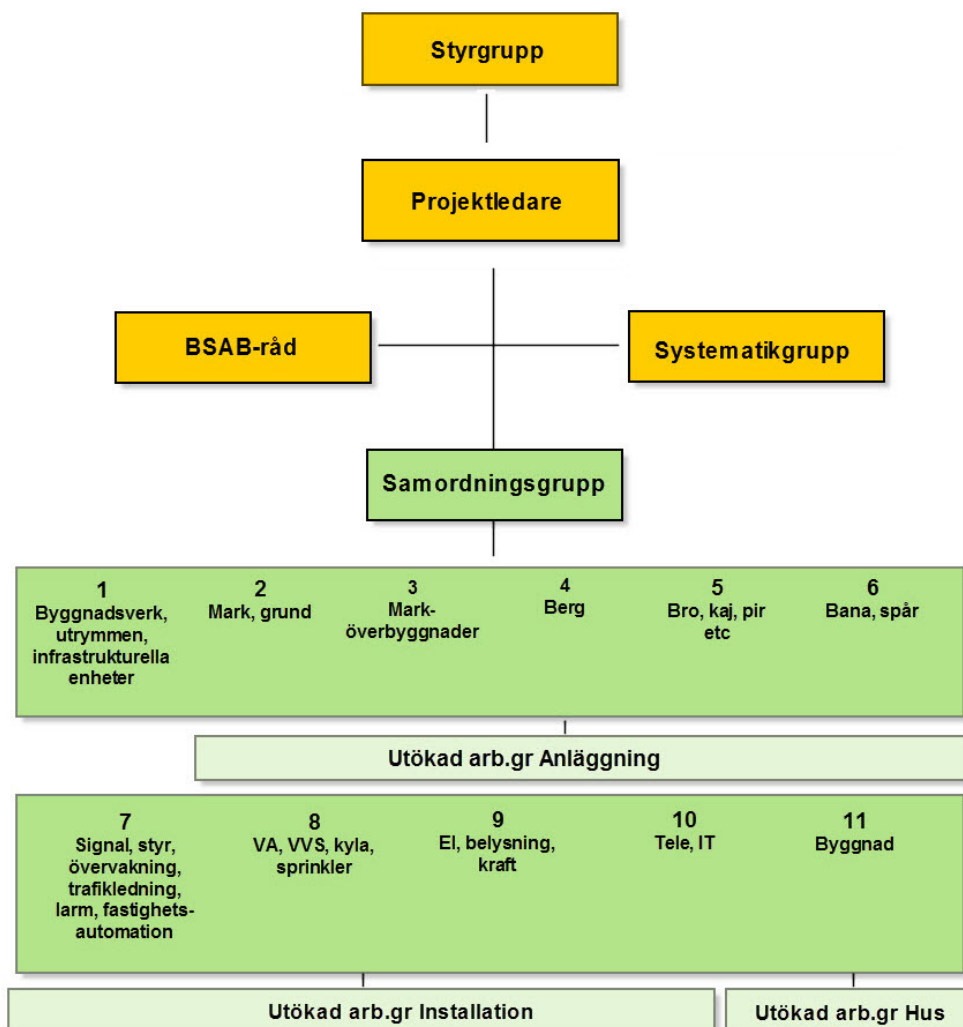 Styrgrupp
Projektledare
BSAB-råd
Systematikgrupp
Samordningsgrupp
1
Byggnadsverk,
utrymmen,
infrastrukturella
enheter
2
Mark, grund
3
Mark-
överbyggnader
4
Berg
5
Bro, kaj, pir
etc
6
Bana, spår
Utökad arb.gr Anläggning
7
Signal, styr,
övervakning,
trafikledning,
larm, fastighets-
automation
8
VA, VVS, kyla,
sprinkler
9
El, belysning,
kraft
10
Tele, IT
11
Byggnad
Utökad arb.gr Installation
Utökad arb.gr Hus